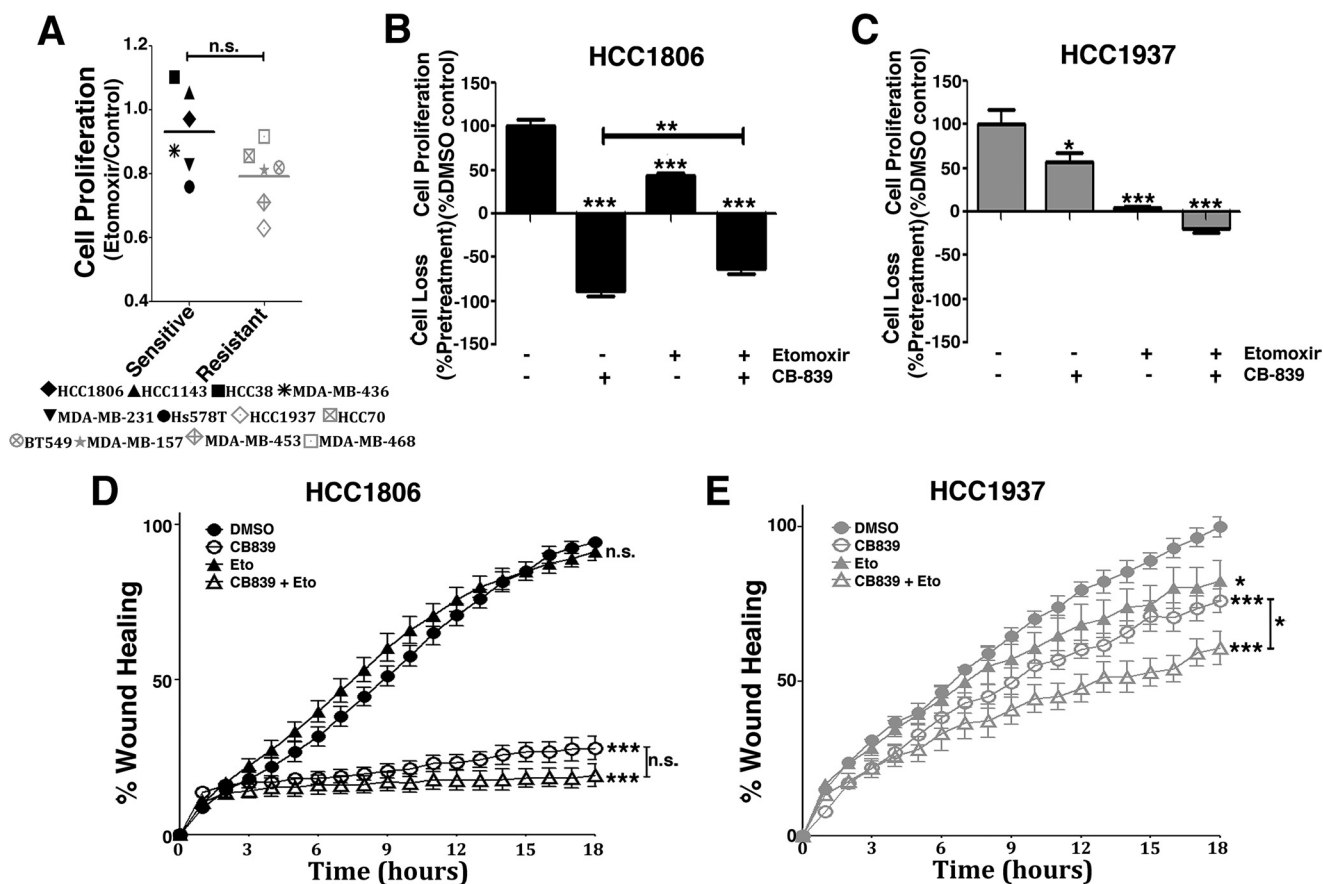 A
Cell Proliferation
(Etomoxir/Control)
1.2
1.0
0.8
0.6
0.4
n.s.
Sensitive
Resistant
HCC1806 HCC1143 HCC38 MDA-MB-436
MDA-MB-231 Hs578T HCC1937 HCC70
BT549 MDA-MB-157 MDA-MB-453 MDA-MB-468
B
HCC1806
Cell Proliferation
(%DMSO control)
Cell Loss
(%Pretreatment)
150
100
50
0
-50
-100
-150
**
***
***
***
- - + + Etomoxir
- + - + CB-839
C
HCC1937
Cell Proliferation
(%DMSO control)
Cell Loss
(%Pretreatment)
150
100
50
0
-50
-100
-150
*
***
***
- - + + Etomoxir
- + - + CB-839
D
HCC1806
% Wound Healing
100
50
0
DMSO
CB839
Eto
CB839 + Eto
n.s.
***
n.s.
***
0 3 6 9 12 15 18
Time (hours)
E
HCC1937
% Wound Healing
100
50
0
DMSO
CB839
Eto
CB839 + Eto
*
***
*
***
0 3 6 9 12 15 18
Time (hours)